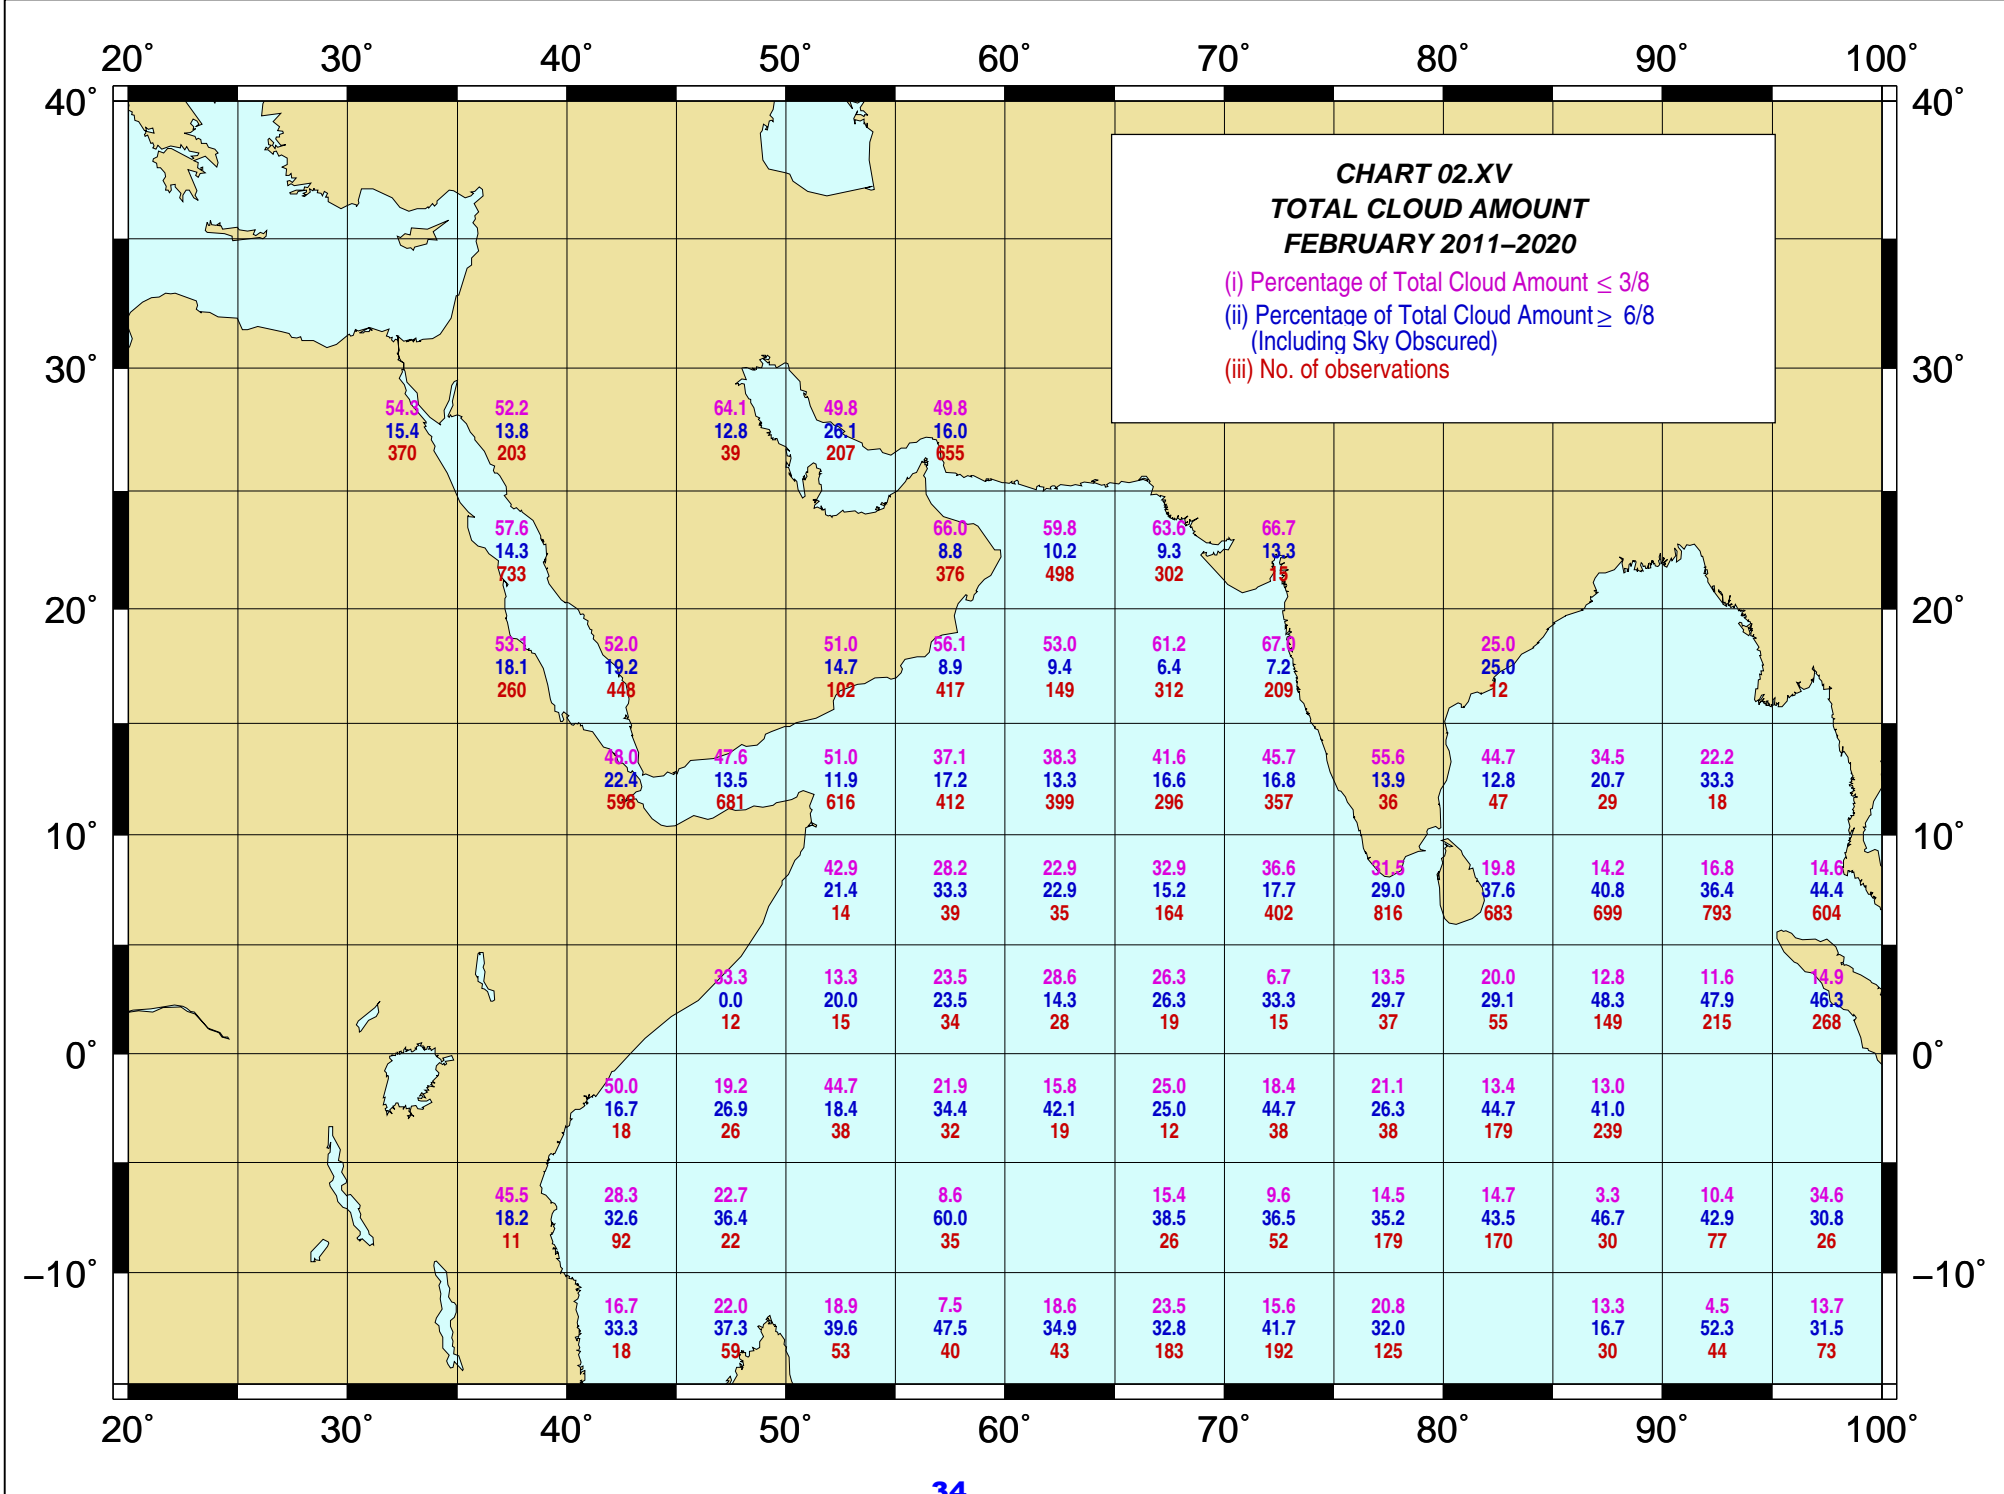 20° 30° 40° 50° 60° 70° 80° 90° 100°
40° 40°
CHART 02.XV
TOTAL CLOUD AMOUNT
FEBRUARY 2011–2020
(i) Percentage of Total Cloud Amount ≤ 3/8
(ii) Percentage of Total Cloud Amount ≥ 6/8
(Including Sky Obscured)
(iii) No. of observations
30° 30°
54.3 52.2 64.1 49.8 49.8
15.4 13.8 12.8 26.1 16.0
370 203 39 207 655
57.6 66.0 59.8 63.6 66.7
14.3 8.8 10.2 9.3 13.3
733 376 498 302 15
20° 20°
53.1 52.0 51.0 56.1 53.0 61.2 67.0 25.0
18.1 19.2 14.7 8.9 9.4 6.4 7.2 25.0
260 448 102 417 149 312 209 12
48.0 47.6 51.0 37.1 38.3 41.6 45.7 55.6 44.7 34.5 22.2
22.4 13.5 11.9 17.2 13.3 16.6 16.8 13.9 12.8 20.7 33.3
598 681 616 412 399 296 357 36 47 29 18
10° 10°
42.9 28.2 22.9 32.9 36.6 31.5 19.8 14.2 16.8 14.6
21.4 33.3 22.9 15.2 17.7 29.0 37.6 40.8 36.4 44.4
14 39 35 164 402 816 683 699 793 604
33.3 13.3 23.5 28.6 26.3 6.7 13.5 20.0 12.8 11.6 14.9
0.0 20.0 23.5 14.3 26.3 33.3 29.7 29.1 48.3 47.9 46.3
12 15 34 28 19 15 37 55 149 215 268
0° 0°
50.0 19.2 44.7 21.9 15.8 25.0 18.4 21.1 13.4 13.0
16.7 26.9 18.4 34.4 42.1 25.0 44.7 26.3 44.7 41.0
18 26 38 32 19 12 38 38 179 239
45.5 28.3 22.7 8.6 15.4 9.6 14.5 14.7 3.3 10.4 34.6
18.2 32.6 36.4 60.0 38.5 36.5 35.2 43.5 46.7 42.9 30.8
11 92 22 35 26 52 179 170 30 77 26
–10° –10°
16.7 22.0 18.9 7.5 18.6 23.5 15.6 20.8 13.3 4.5 13.7
33.3 37.3 39.6 47.5 34.9 32.8 41.7 32.0 16.7 52.3 31.5
18 59 53 40 43 183 192 125 30 44 73
20° 30° 40° 50° 60° 70° 80° 90° 100°
34